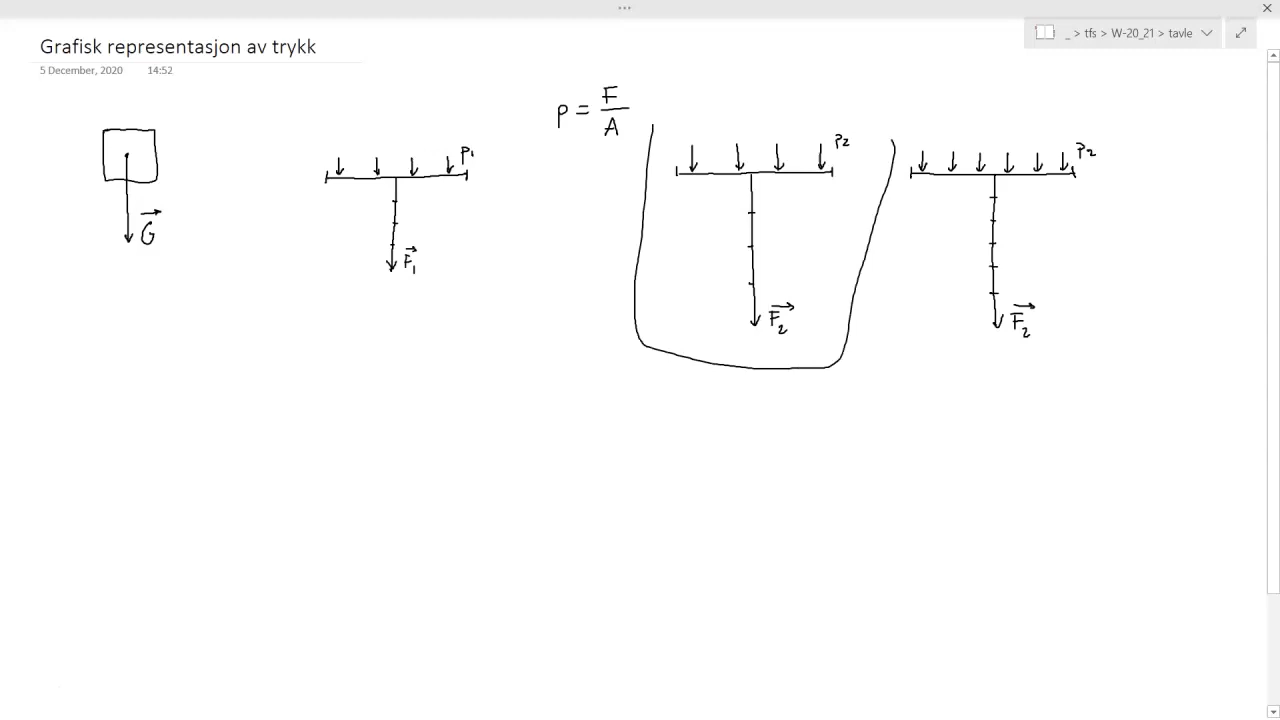 Grafisk representasjon av trykk
5 December, 2020 14:52
_ > tfs > W-20_21 > tavle
p = F/A
G
P1
F1
P2
F2
P2
F2